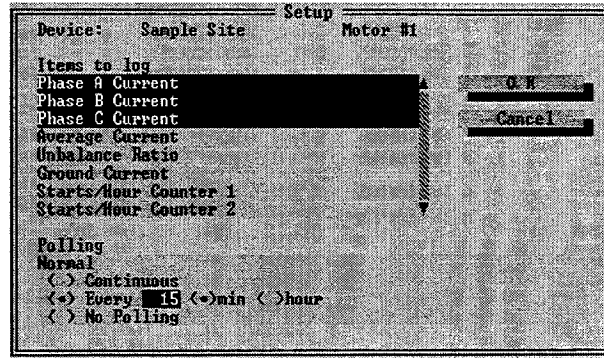 Setup
Device: Sample Site Motor #1
Items to log
Phase A Current
Phase B Current
Phase C Current
Average Current
Unbalance Ratio
Ground Current
Starts/Hour Counter 1
Starts/Hour Counter 2
O K
Cancel
Polling
Normal
( ) Continuous
(•) Every 15 (•)min ( )hour
( ) No Polling